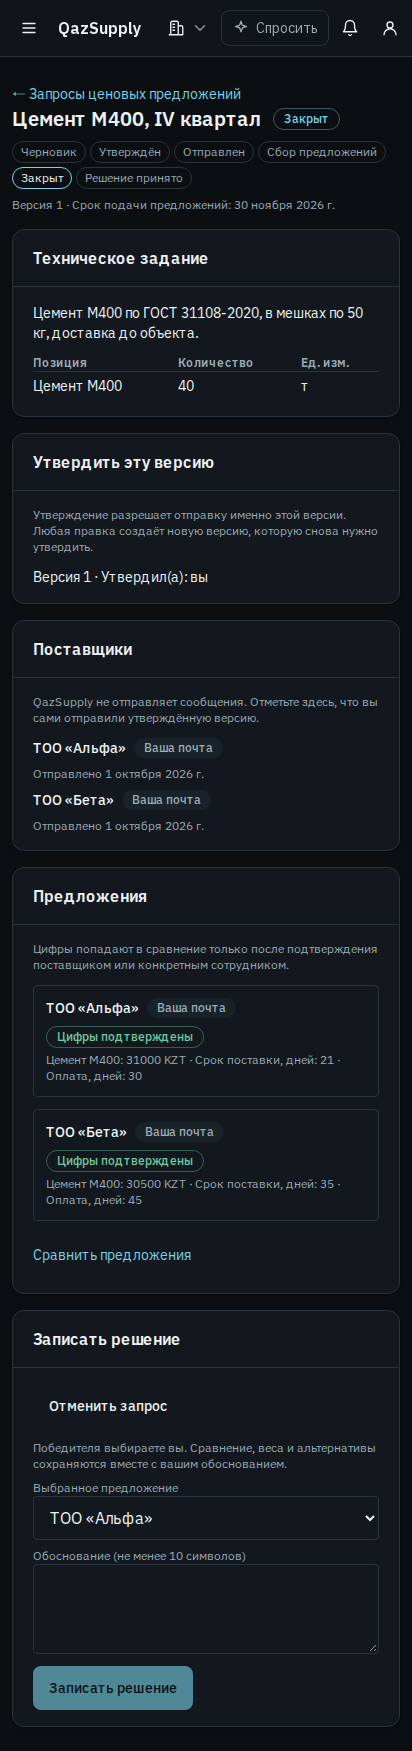 QazSupply
Спросить
← Запросы ценовых предложений
Цемент М400, IV квартал Закрыт
Черновик Утверждён Отправлен Сбор предложений
Закрыт Решение принято
Версия 1 · Срок подачи предложений: 30 ноября 2026 г.
Техническое задание
Цемент М400 по ГОСТ 31108-2020, в мешках по 50
кг, доставка до объекта.
Позиция Количество Ед. изм.
Цемент М400 40 т
Утвердить эту версию
Утверждение разрешает отправку именно этой версии.
Любая правка создаёт новую версию, которую снова нужно
утвердить.
Версия 1 · Утвердил(а): вы
Поставщики
QazSupply не отправляет сообщения. Отметьте здесь, что вы
сами отправили утверждённую версию.
ТОО «Альфа» Ваша почта
Отправлено 1 октября 2026 г.
ТОО «Бета» Ваша почта
Отправлено 1 октября 2026 г.
Предложения
Цифры попадают в сравнение только после подтверждения
поставщиком или конкретным сотрудником.
ТОО «Альфа» Ваша почта
Цифры подтверждены
Цемент М400: 31000 KZT · Срок поставки, дней: 21 ·
Оплата, дней: 30
ТОО «Бета» Ваша почта
Цифры подтверждены
Цемент М400: 30500 KZT · Срок поставки, дней: 35 ·
Оплата, дней: 45
Сравнить предложения
Записать решение
Отменить запрос
Победителя выбираете вы. Сравнение, веса и альтернативы
сохраняются вместе с вашим обоснованием.
Выбранное предложение
ТОО «Альфа»
Обоснование (не менее 10 символов)
Записать решение